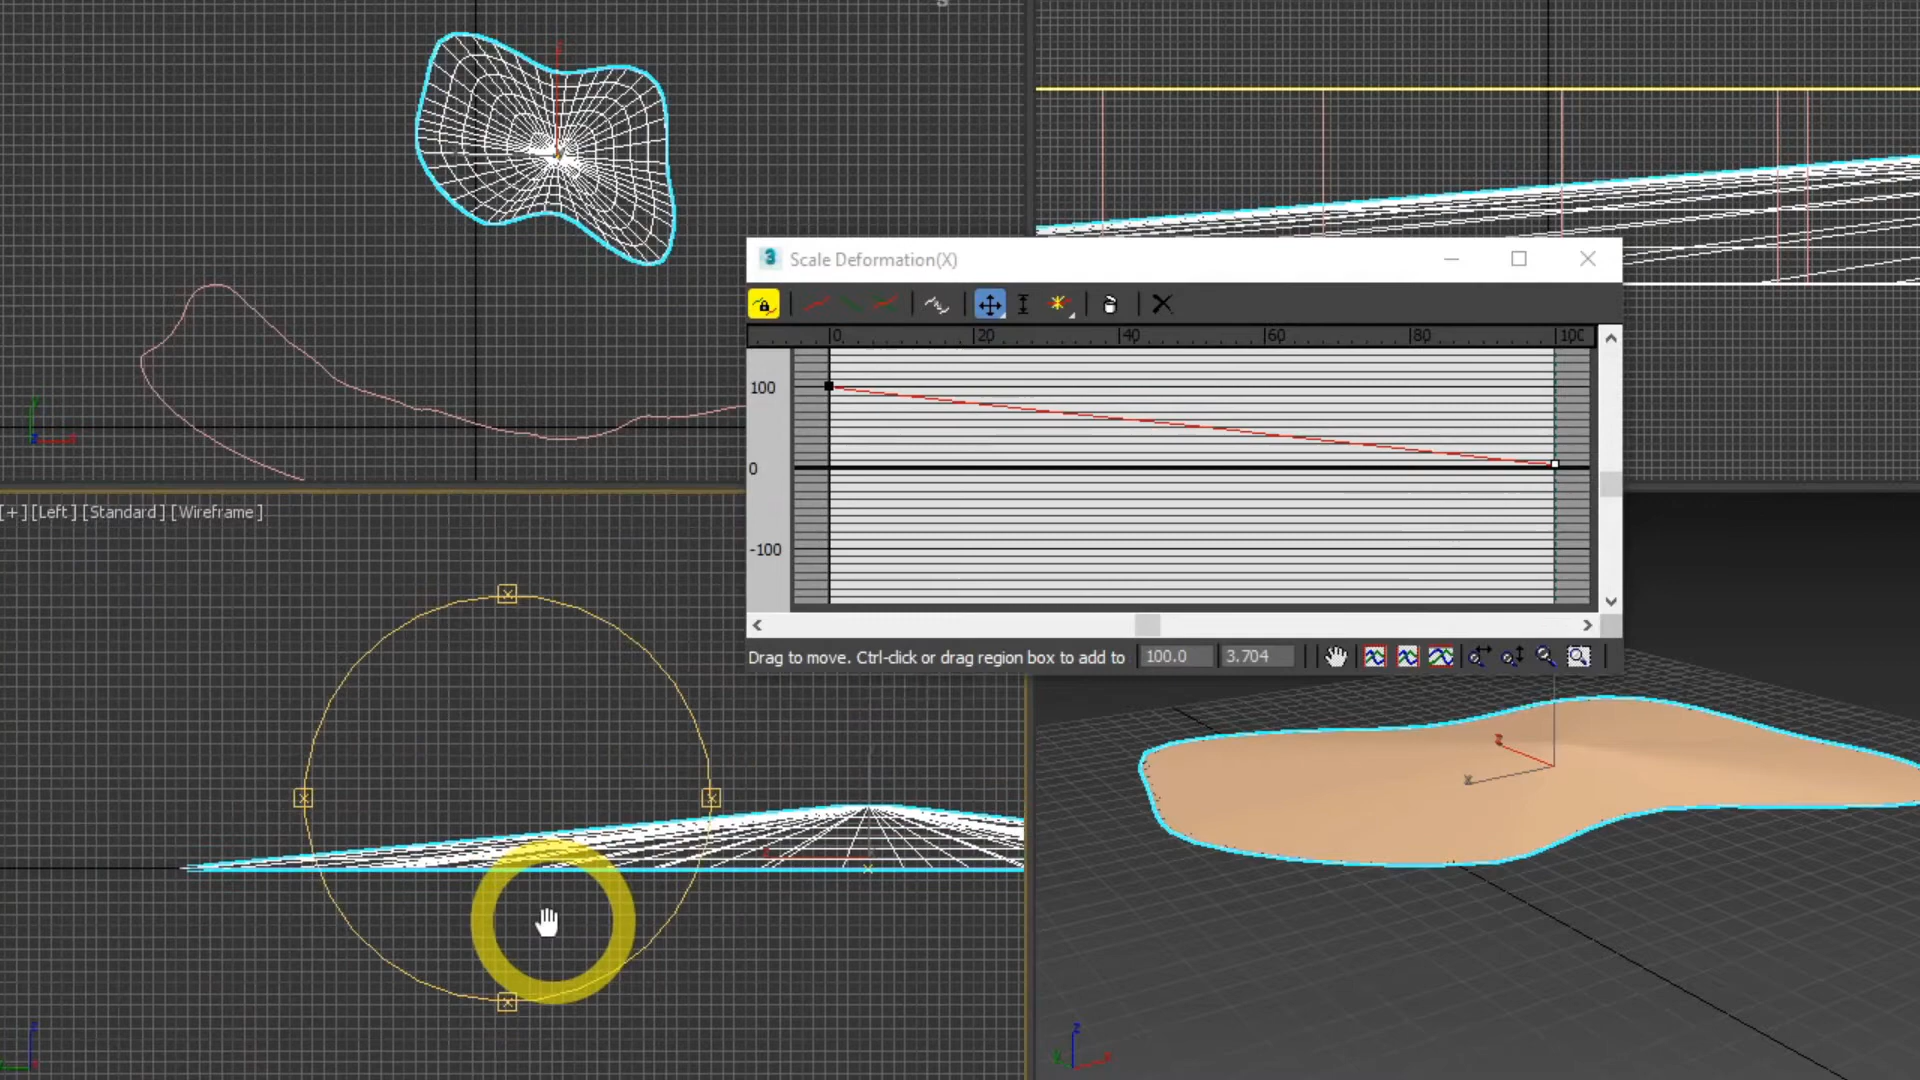 Scale Deformation(X)
0 20 40 60 80 100
100
0
-100
Drag to move. Ctrl-click or drag region box to add to 100.0 3.704
[+][Left][Standard][Wireframe]